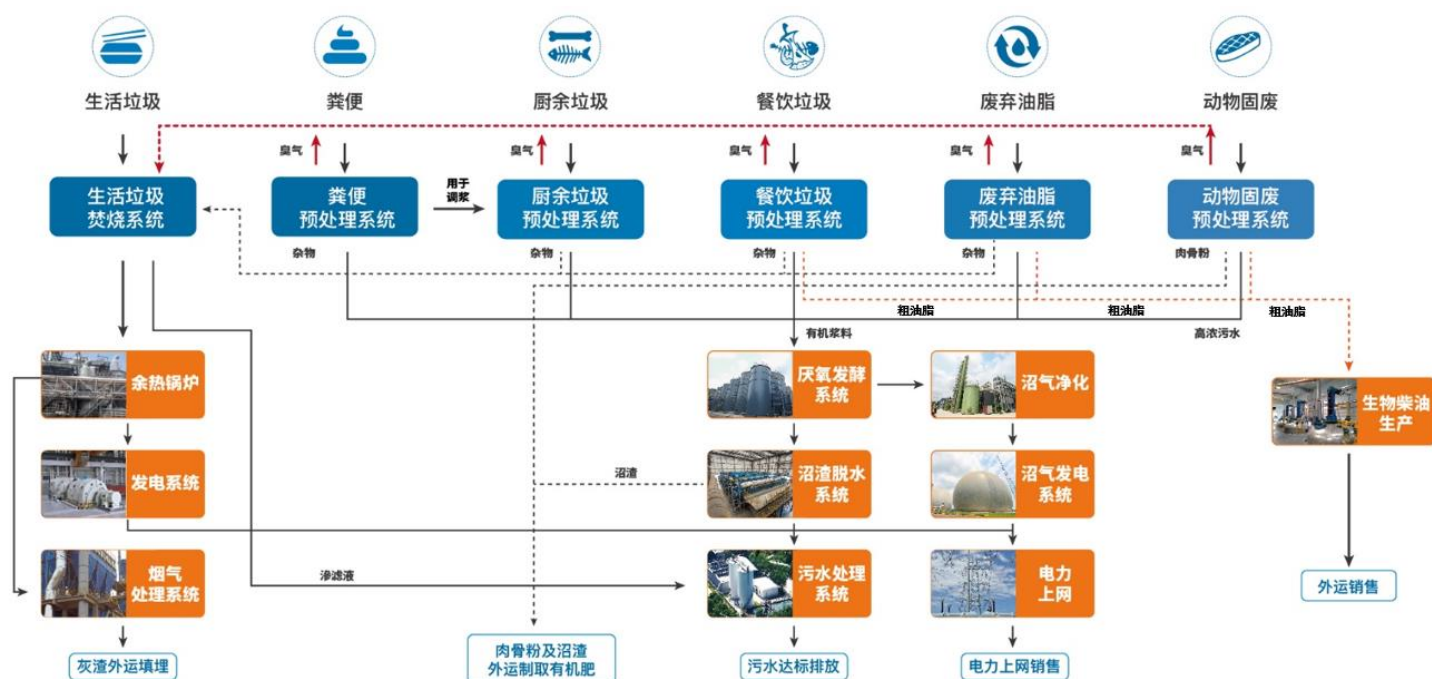 生活垃圾
粪便
厨余垃圾
餐饮垃圾
废弃油脂
动物固废
臭气
臭气
臭气
臭气
臭气
生活垃圾
焚烧系统
粪便
预处理系统
用于
调浆
厨余垃圾
预处理系统
餐饮垃圾
预处理系统
废弃油脂
预处理系统
动物固废
预处理系统
杂物
杂物
杂物
杂物
肉骨粉
粗油脂
粗油脂
粗油脂
有机浆料
高浓污水
余热锅炉
厌氧发酵
系统
沼气净化
生物柴油
生产
发电系统
沼渣
沼渣脱水
系统
沼气发电
系统
烟气
处理系统
渗滤液
污水处理
系统
电力
上网
外运销售
灰渣外运填埋
肉骨粉及沼渣
外运制取有机肥
污水达标排放
电力上网销售